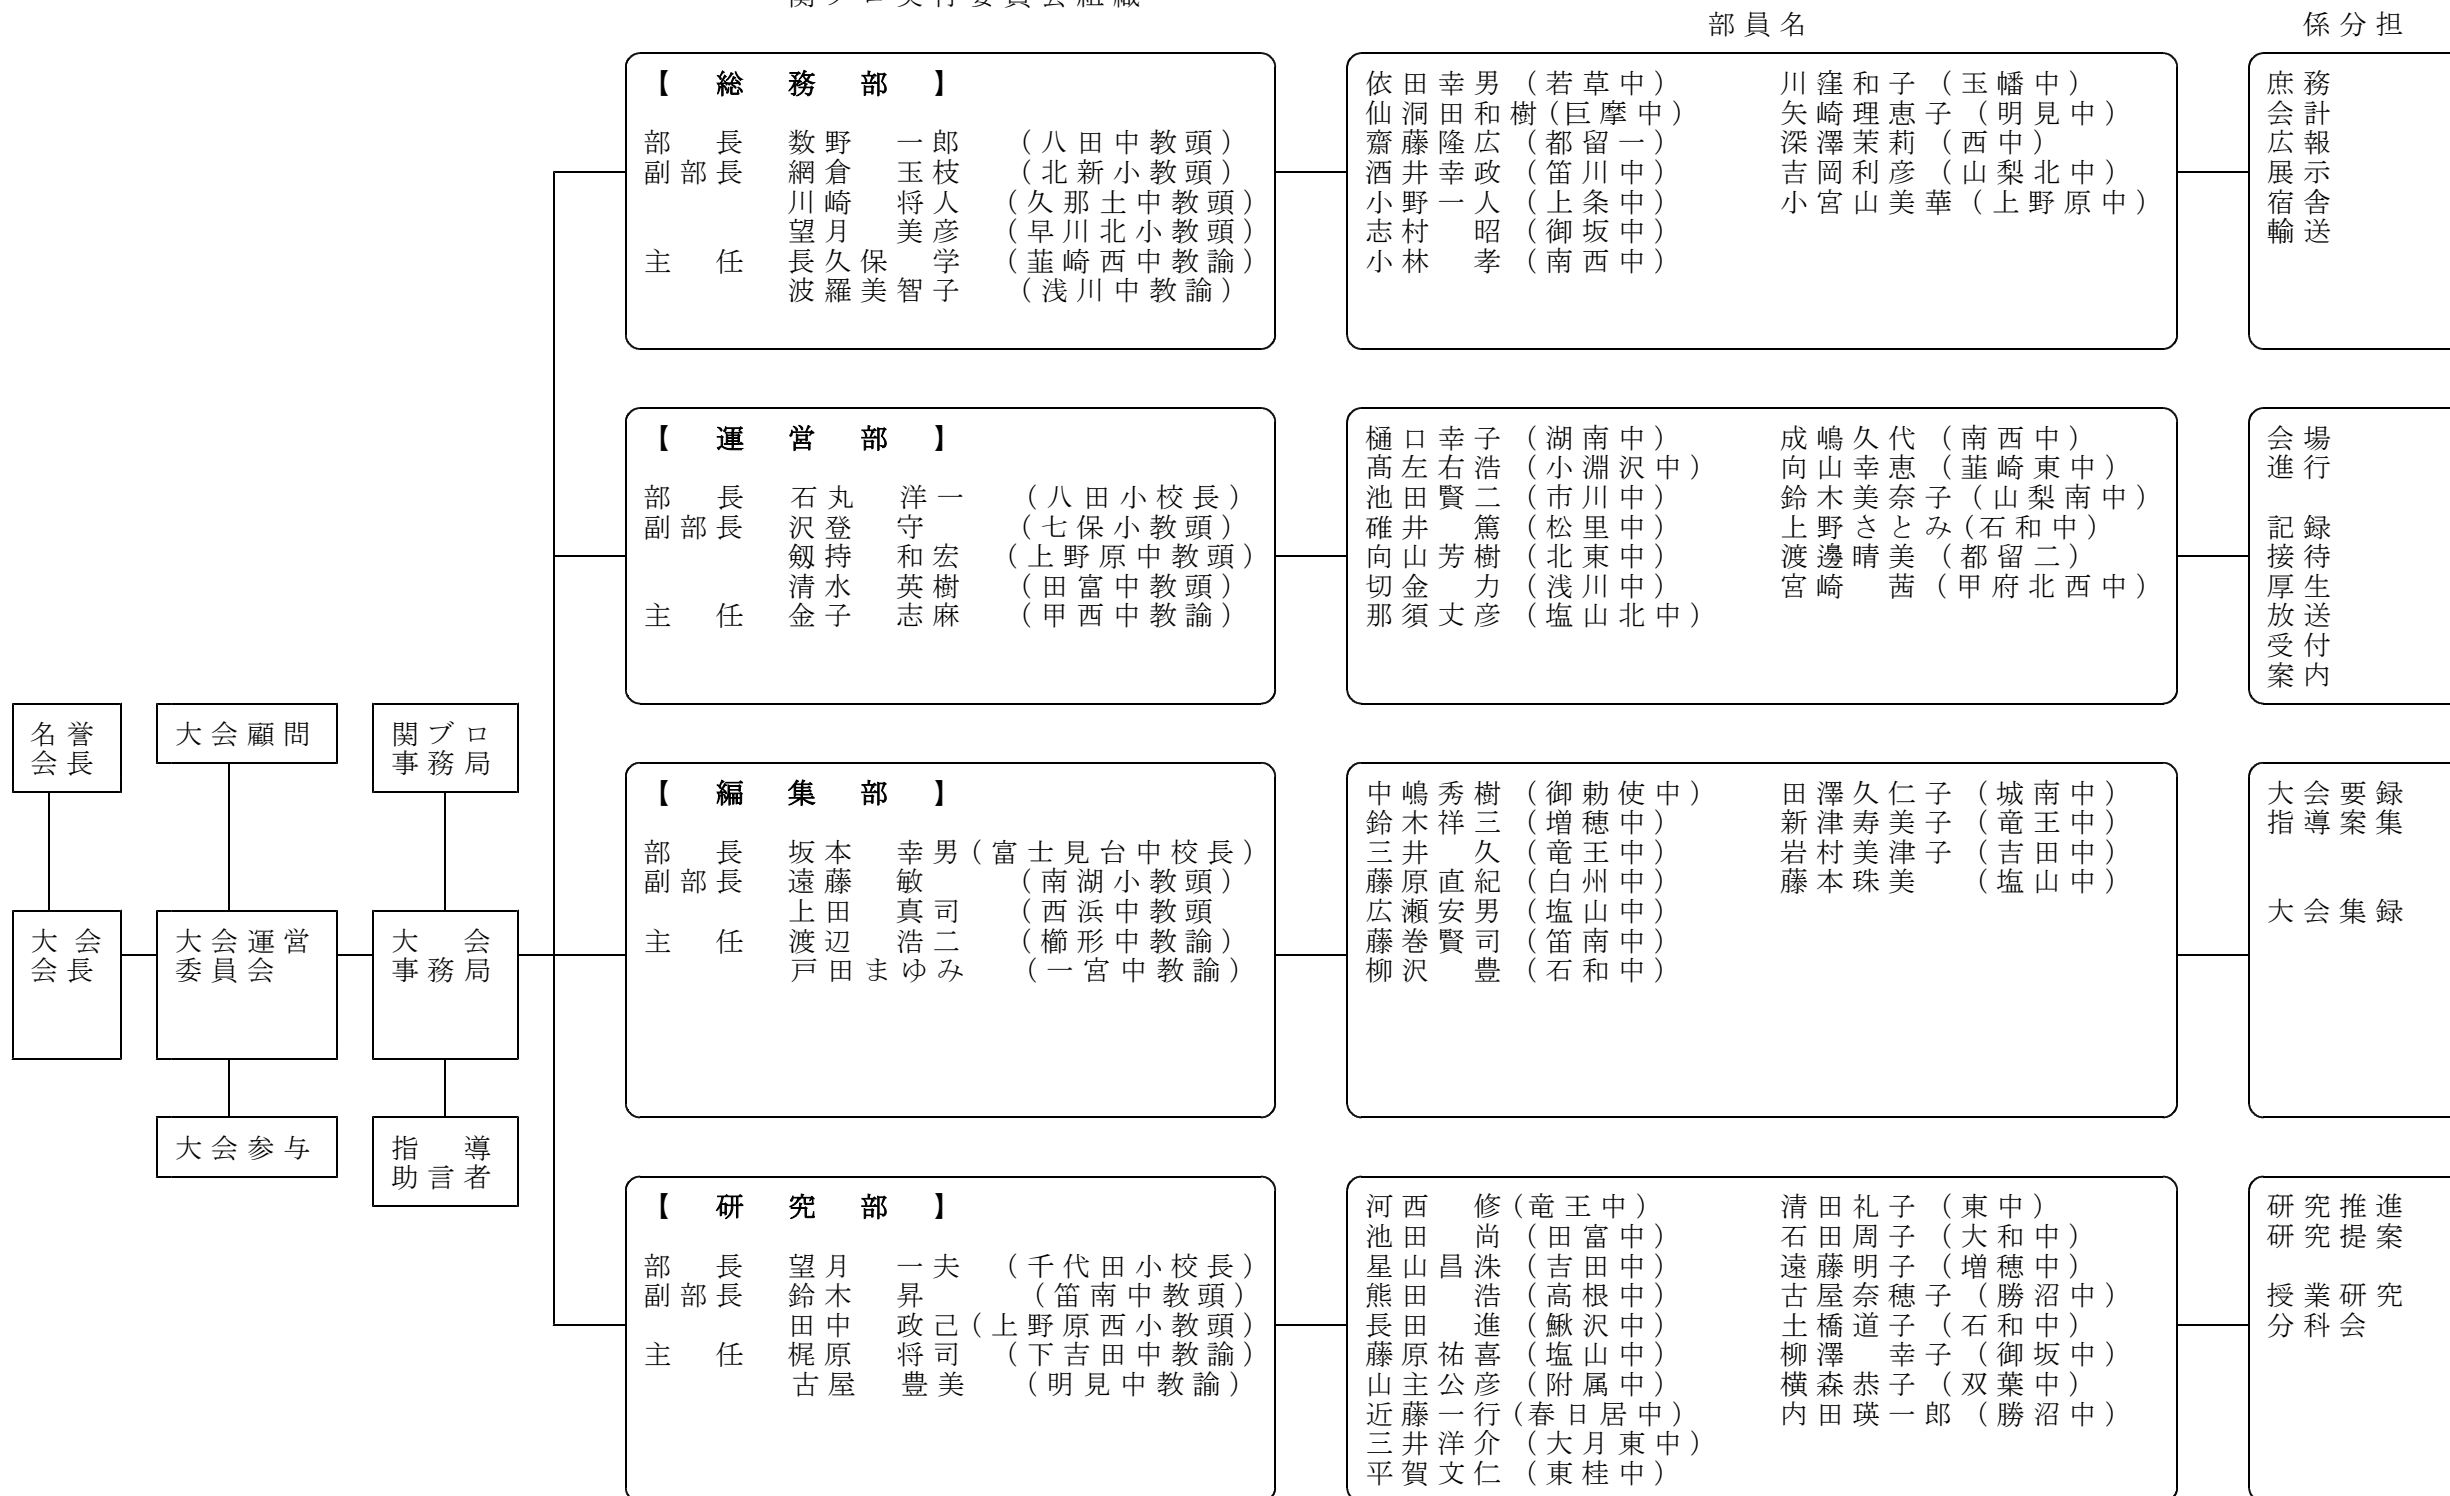 関ブロ実行委員会組織
部員名
係分担
【総務部】
部長 数野 一郎 (八田中教頭)
副部長 網倉 玉枝 (北新小教頭)
川崎 将人 (久那土中教頭)
望月 美彦 (早川北小教頭)
主任 長久保 学 (韮崎西中教諭)
波羅美智子 (浅川中教諭)
依田幸男(若草中) 川窪和子(玉幡中)
仙洞田和樹(巨摩中) 矢崎理恵子(明見中)
齋藤隆広(都留一) 深澤茉莉(西中)
酒井幸政(笛川中) 吉岡利彦(山梨北中)
小野一人(上条中) 小宮山美華(上野原中)
志村 昭(御坂中)
小林 孝(南西中)
庶務
会計
広報
展示
宿舎
輸送
【運営部】
部長 石丸 洋一 (八田小校長)
副部長 沢登 守 (七保小教頭)
剱持 和宏 (上野原中教頭)
清水 英樹 (田富中教頭)
主任 金子 志麻 (甲西中教諭)
樋口幸子(湖南中) 成嶋久代(南西中)
髙左右浩(小淵沢中) 向山幸恵(韮崎東中)
池田賢二(市川中) 鈴木美奈子(山梨南中)
碓井 篤(松里中) 上野さとみ(石和中)
向山芳樹(北東中) 渡邊晴美(都留二)
切金 力(浅川中) 宮崎 茜(甲府北西中)
那須丈彦(塩山北中)
会場
進行
記録
接待
厚生
放送
受付
案内
名誉
会長
大会顧問
関ブロ
事務局
大会
会長
大会運営
委員会
大会
事務局
大会参与
指導
助言者
【編集部】
部長 坂本 幸男(富士見台中校長)
副部長 遠藤 敏 (南湖小教頭)
上田 真司 (西浜中教頭
主任 渡辺 浩二 (櫛形中教諭)
戸田まゆみ (一宮中教諭)
中嶋秀樹(御勅使中) 田澤久仁子(城南中)
鈴木祥三(増穂中) 新津寿美子(竜王中)
三井 久(竜王中) 岩村美津子(吉田中)
藤原直紀(白州中) 藤本珠美 (塩山中)
広瀬安男(塩山中)
藤巻賢司(笛南中)
柳沢 豊(石和中)
大会要録
指導案集
大会集録
【研究部】
部長 望月 一夫 (千代田小校長)
副部長 鈴木 昇 (笛南中教頭)
田中 政己(上野原西小教頭)
主任 梶原 将司 (下吉田中教諭)
古屋 豊美 (明見中教諭)
河西 修(竜王中) 清田礼子(東中)
池田 尚(田富中) 石田周子(大和中)
星山昌洙(吉田中) 遠藤明子(増穂中)
熊田 浩(高根中) 古屋奈穂子(勝沼中)
長田 進(鰍沢中) 土橋道子(石和中)
藤原祐喜(塩山中) 柳澤 幸子(御坂中)
山主公彦(附属中) 横森恭子(双葉中)
近藤一行(春日居中) 内田瑛一郎(勝沼中)
三井洋介(大月東中)
平賀文仁(東桂中)
研究推進
研究提案
授業研究
分科会